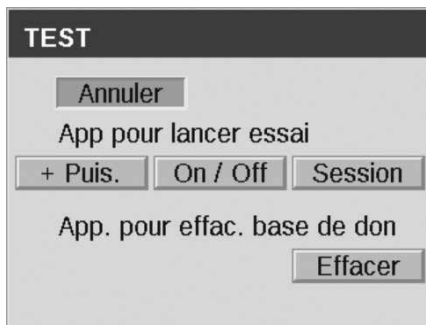 TEST
Annuler
App pour lancer essai
+ Puis. On / Off Session
App. pour effac. base de don
Effacer